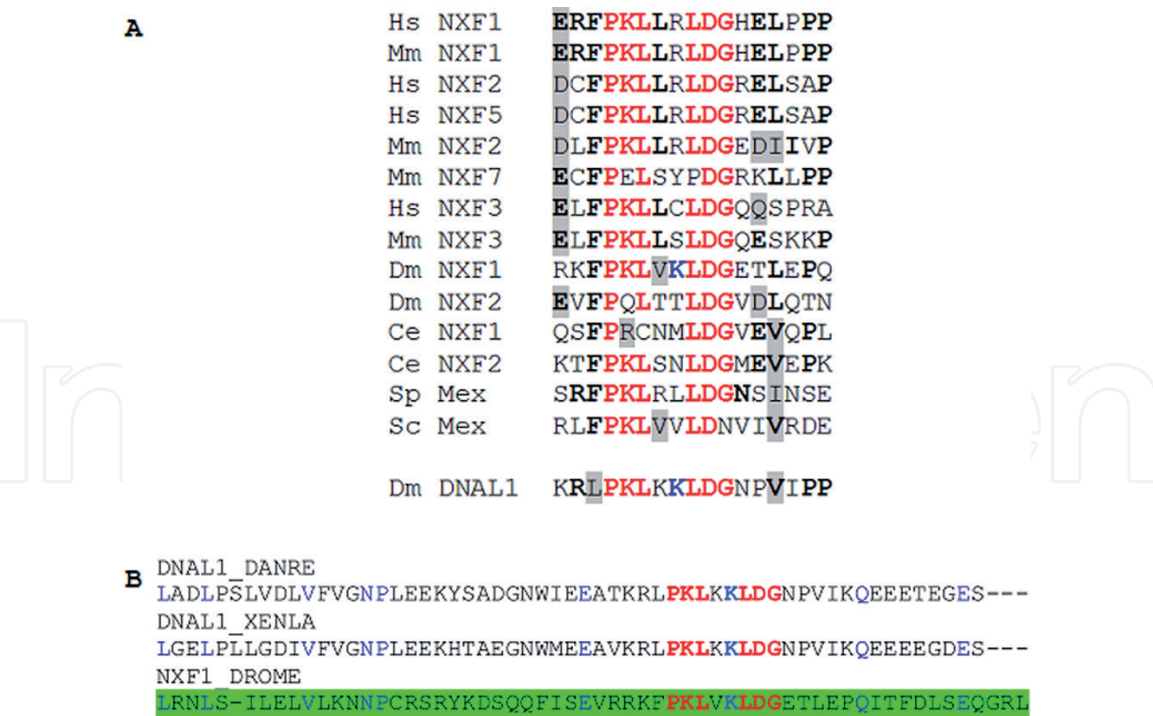 A
Hs NXF1 ERFPKLLRLDGHELPPP
Mm NXF1 ERFPKLLRLDGHELPPP
Hs NXF2 DCFPKLLRLDGRELSAP
Hs NXF5 DCFPKLLRLDGRELSAP
Mm NXF2 DLFPKLLRLDGEDIIVP
Mm NXF7 ECFPELSYPDGRKLLPP
Hs NXF3 ELFPKLLCLDGQQSPRA
Mm NXF3 ELFPKLLSLDGQESKKP
Dm NXF1 RKFPKLVKLDGETLEPQ
Dm NXF2 EVFPQLTTLDGVDLQTN
Ce NXF1 QSFPRCNMLDGVEVQPL
Ce NXF2 KTFPKLSNLDGMEVEPK
Sp Mex SRFPKLRLLDGNSINSE
Sc Mex RLFPKLVVLDNVIVRDE
Dm DNAL1 KRLPKLKKLDGNPVIPP
B
DNAL1_DANRE
LADLPSLVDLVFVGNPLEEKYSADGNWIEEATKRLPKLKKLDGNPVIKQEEETEGES---
DNAL1_XENLA
LGELPLLGDIVFVGNPLEEKHTAEGNWMEEAVKRLPKLKKLDGNPVIKQEEEEGDES---
NXF1_DROME
LRNLS-ILELVLKNNPCRSRYKDSQQFISEVRRKFPKLVKLDGETLEPQITFDLSEQGRL